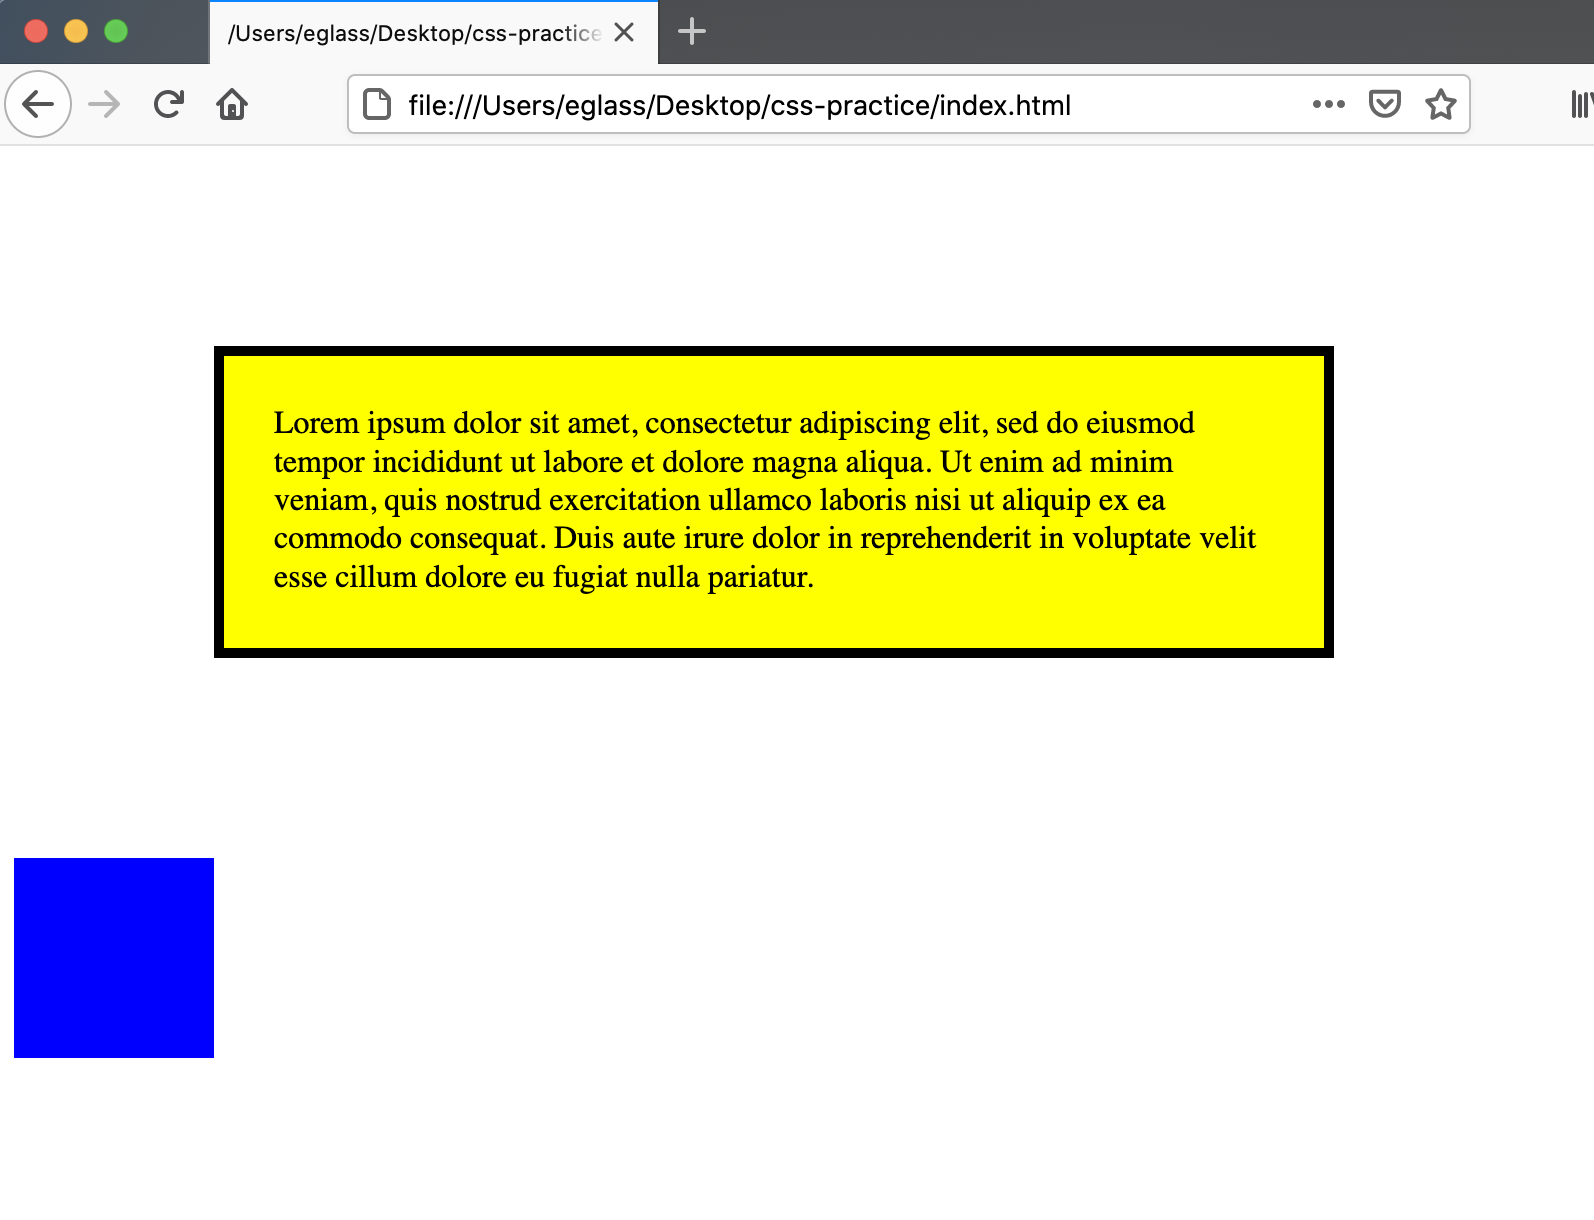 /Users/eglass/Desktop/css-practice
file:///Users/eglass/Desktop/css-practice/index.html
Lorem ipsum dolor sit amet, consectetur adipiscing elit, sed do eiusmod
tempor incididunt ut labore et dolore magna aliqua. Ut enim ad minim
veniam, quis nostrud exercitation ullamco laboris nisi ut aliquip ex ea
commodo consequat. Duis aute irure dolor in reprehenderit in voluptate velit
esse cillum dolore eu fugiat nulla pariatur.